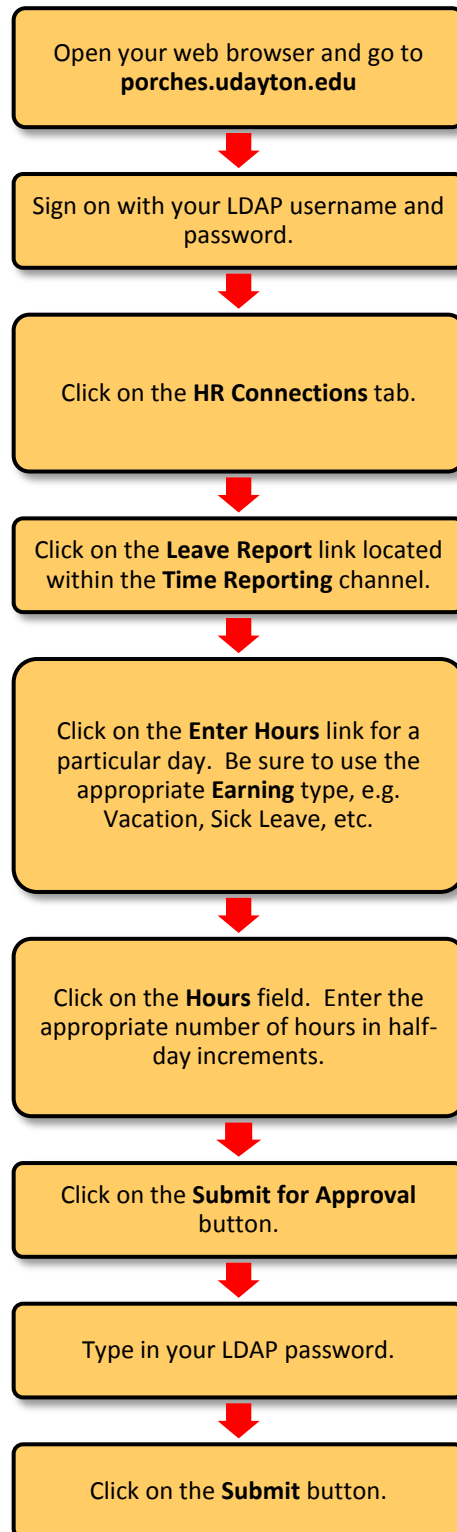 Open your web browser and go to
porches.udayton.edu
Sign on with your LDAP username and
password.
Click on the HR Connections tab.
Click on the Leave Report link located
within the Time Reporting channel.
Click on the Enter Hours link for a
particular day.  Be sure to use the
appropriate Earning type, e.g.
Vacation, Sick Leave, etc.
Click on the Hours field.  Enter the
appropriate number of hours in half-
day increments.
Click on the Submit for Approval
button.
Type in your LDAP password.
Click on the Submit button.